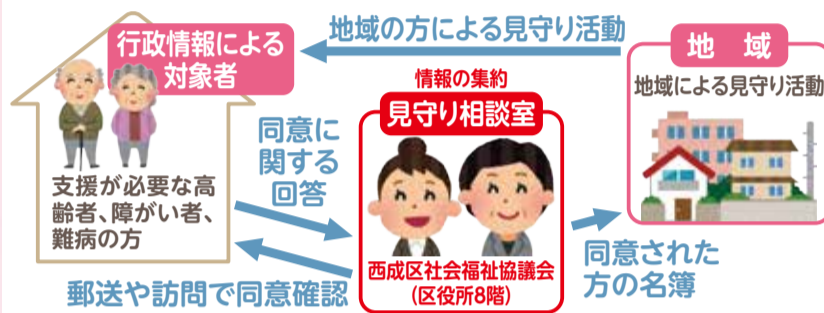 行政情報による
対象者
地域の方による見守り活動
地　域
地域による見守り活動
情報の集約
見守り相談室
同意に
関する
回答
支援が必要な高
齢者、障がい者、
難病の方
西成区社会福祉協議会
(区役所8階)
同意された
方の名簿
郵送や訪問で同意確認